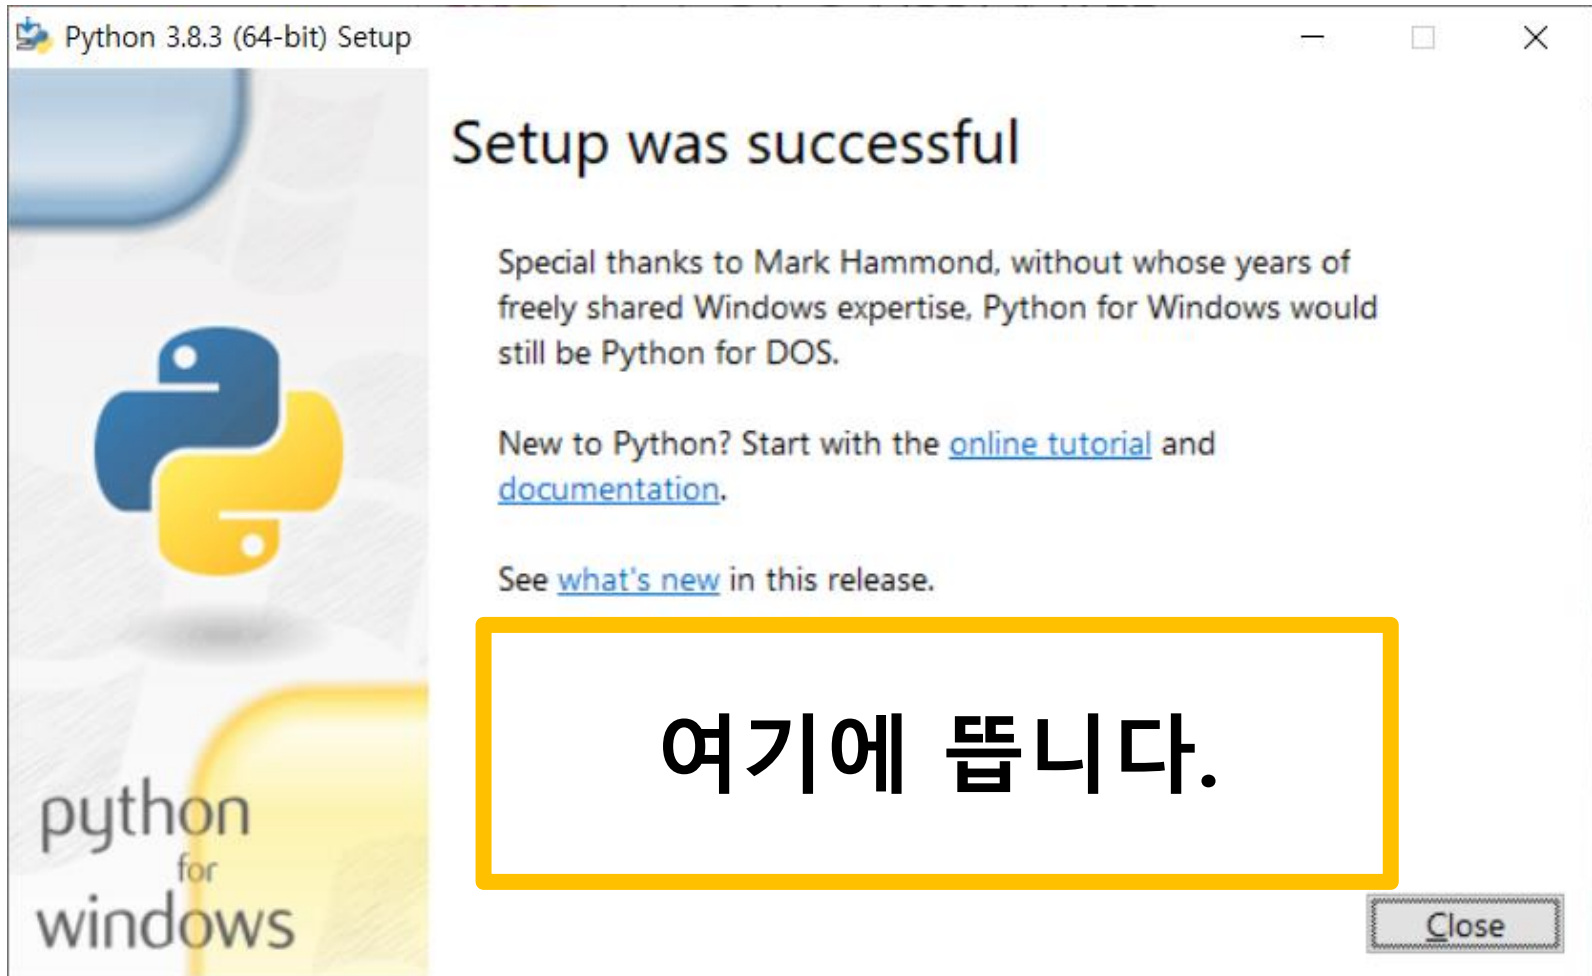 Python 3.8.3 (64-bit) Setup
Setup was successful
Special thanks to Mark Hammond, without whose years of
freely shared Windows expertise, Python for Windows would
still be Python for DOS.
New to Python? Start with the online tutorial and
documentation.
See what's new in this release.
여기에 뜹니다.
python
for
windows
Close